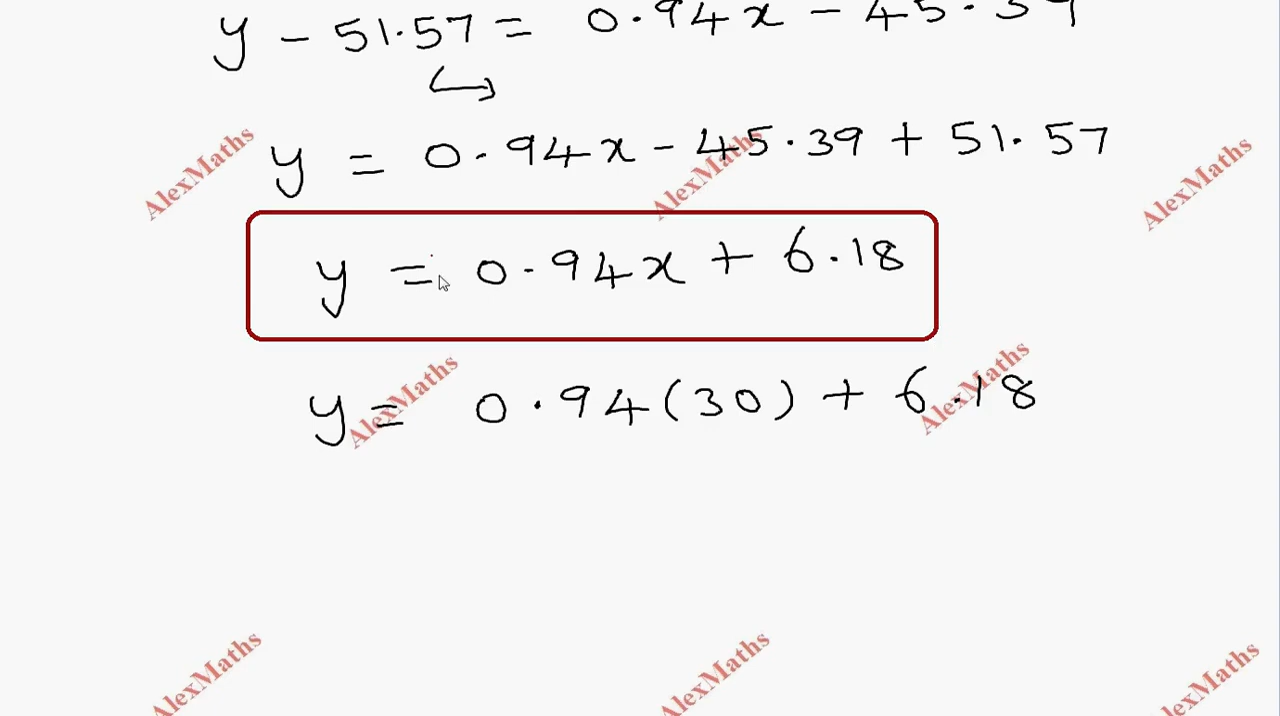 y - 51.57 = 0.94x - 45.39
y = 0.94x - 45.39 + 51.57
AlexMaths
AlexMaths
AlexMaths
y = 0.94x + 6.18
y = 0.94(30) + 6.18
AlexMaths
AlexMaths
AlexMaths
AlexMaths
AlexMaths